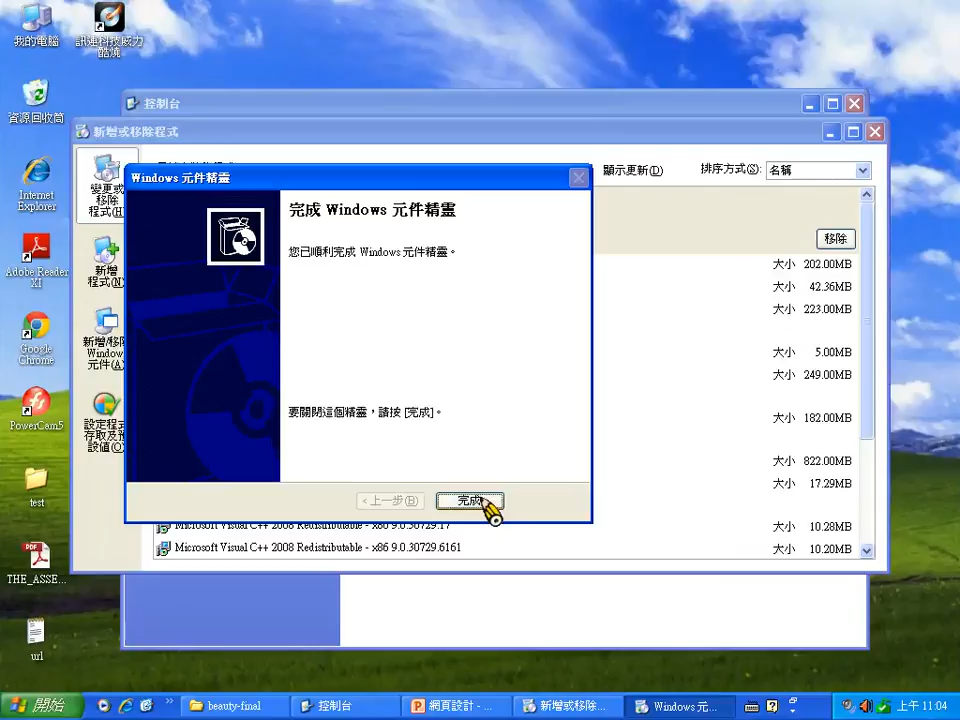 我的電腦
訊連科技威力
酷燒
資源回收筒
Internet
Explorer
Adobe Reader
XI
Google
Chrome
PowerCam5
test
THE_ASSE...
url
控制台
新增或移除程式
變更或
移除
程式(H)
新增
程式(N)
新增/移除
Windows
元件(A)
設定程式
存取及預
設值(O)
顯示更新(D)
排序方式(S):
名稱
移除
大小 202.00MB
大小 42.36MB
大小 223.00MB
大小 5.00MB
大小 249.00MB
大小 182.00MB
大小 822.00MB
大小 17.29MB
Microsoft Visual C++ 2008 Redistributable - x86 9.0.30729.17
大小 10.28MB
Microsoft Visual C++ 2008 Redistributable - x86 9.0.30729.6161
大小 10.20MB
Windows 元件精靈
完成 Windows 元件精靈
您已順利完成 Windows 元件精靈。
要關閉這個精靈，請按 [完成]。
< 上一步(B)
完成
開始
beauty-final
控制台
網頁設計 - ...
新增或移除...
Windows 元...
上午 11:04